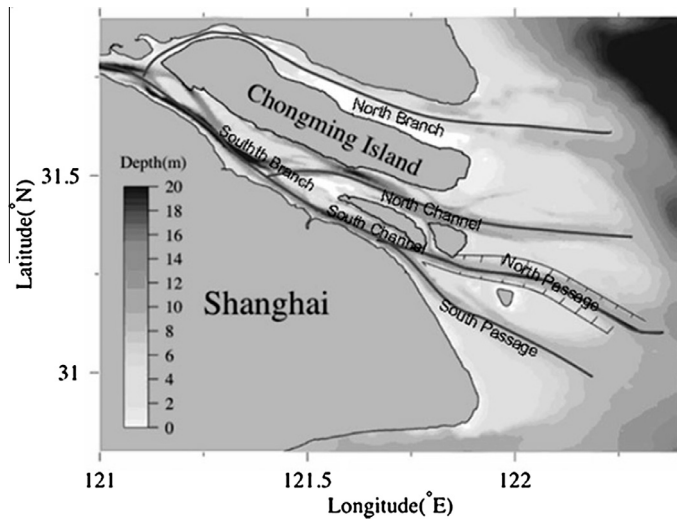 North Branch
Chongming Island
Southth Branch
Depth(m)
20
18
16
14
12
10
8
6
4
2
0
North Channel
South Channel
North Passage
South Passage
Shanghai
31.5
31
Latitude(°N)
121
121.5
122
Longitude(°E)